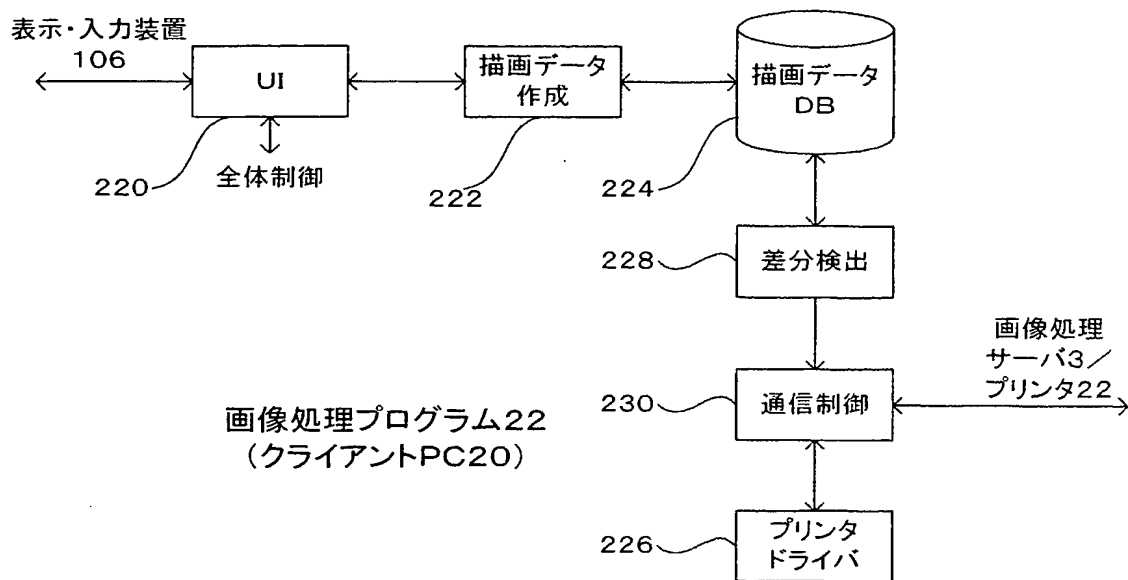 表示・入力装置
106
UI
220
全体制御
描画データ
作成
222
描画データ
DB
224
差分検出
228
画像処理
サーバ3/
プリンタ22
通信制御
230
プリンタ
ドライバ
226
画像処理プログラム22
(クライアントPC20)